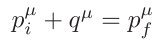 $p_i^\mu + q^\mu = p_f^\mu$